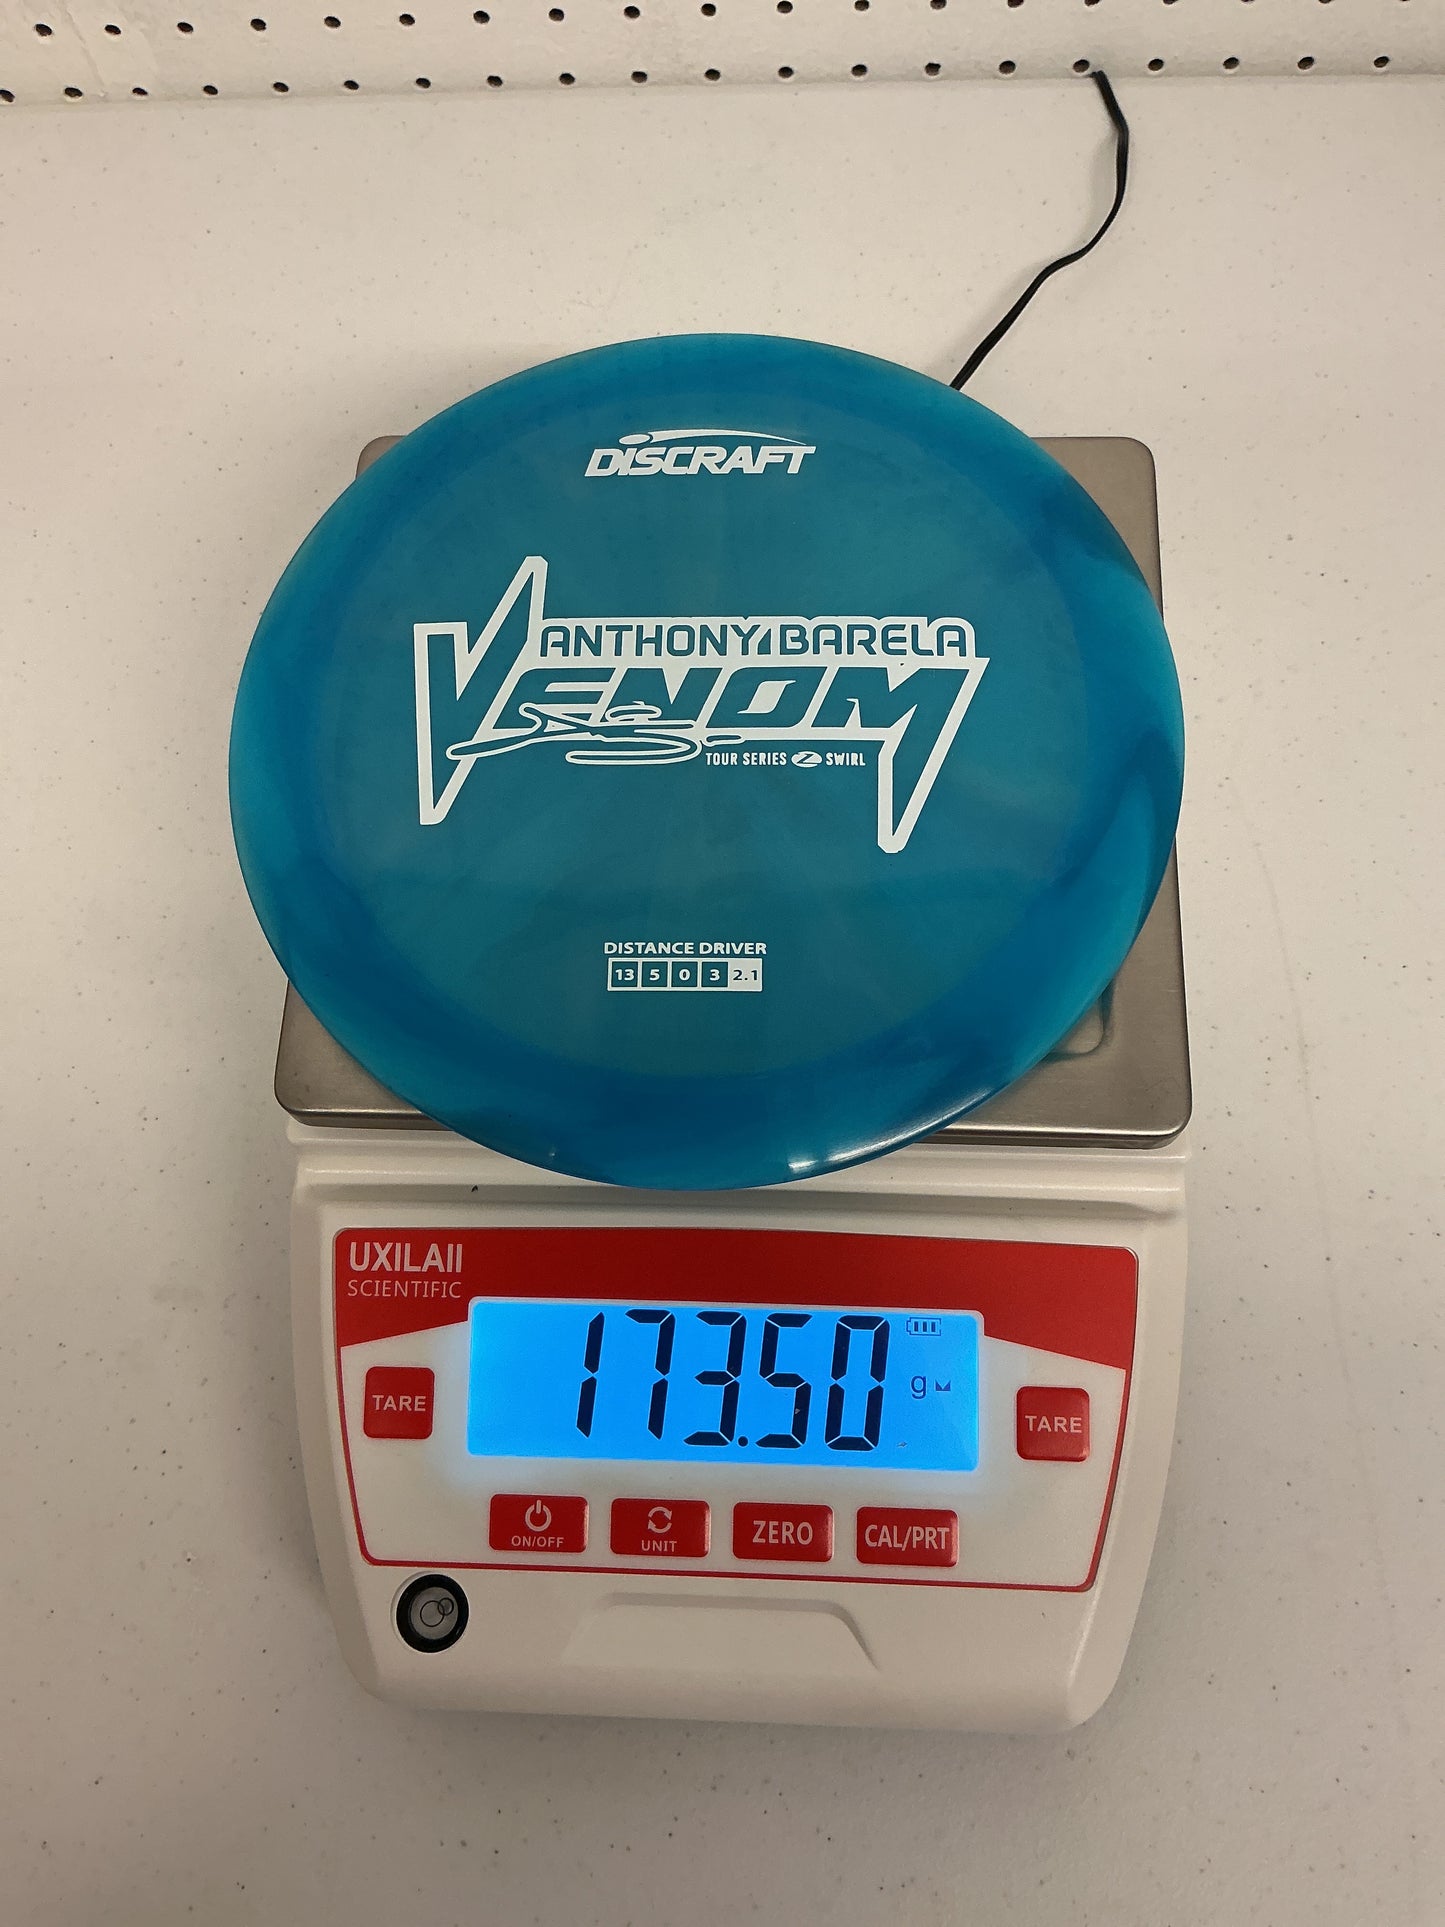 DISCRAFT
ANTHONY BARELA
VENOM
TOUR SERIES Z SWIRL
DISTANCE DRIVER
13 5 0 3 2.1
UXILAII
SCIENTIFIC
173.50 g
TARE
TARE
ON/OFF
UNIT
ZERO
CAL/PRT